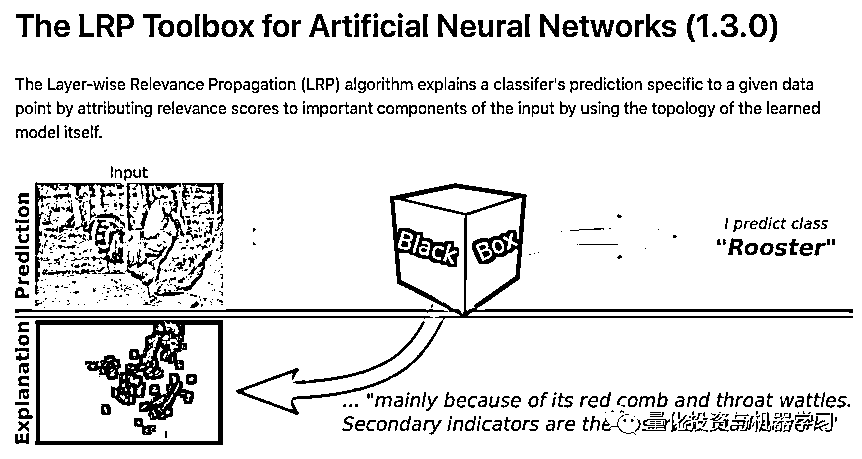 The LRP Toolbox for Artificial Neural Networks (1.3.0)
The Layer-wise Relevance Propagation (LRP) algorithm explains a classifer's prediction specific to a given data
point by attributing relevance scores to important components of the input by using the topology of the learned
model itself.
Input
Prediction
Black Box
I predict class
"Rooster"
Explanation
... "mainly because of its red comb and throat wattles.
Secondary indicators are the
量化投资与机器学习